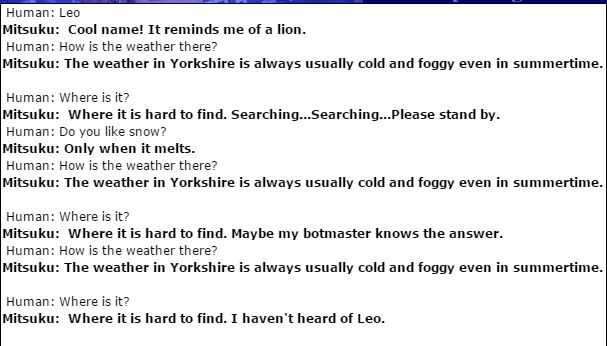 Human: Leo
Mitsuku: Cool name! It reminds me of a lion.
Human: How is the weather there?
Mitsuku: The weather in Yorkshire is always usually cold and foggy even in summertime.
Human: Where is it?
Mitsuku: Where it is hard to find. Searching...Searching...Please stand by.
Human: Do you like snow?
Mitsuku: Only when it melts.
Human: How is the weather there?
Mitsuku: The weather in Yorkshire is always usually cold and foggy even in summertime.
Human: Where is it?
Mitsuku: Where it is hard to find. Maybe my botmaster knows the answer.
Human: How is the weather there?
Mitsuku: The weather in Yorkshire is always usually cold and foggy even in summertime.
Human: Where is it?
Mitsuku: Where it is hard to find. I haven't heard of Leo.